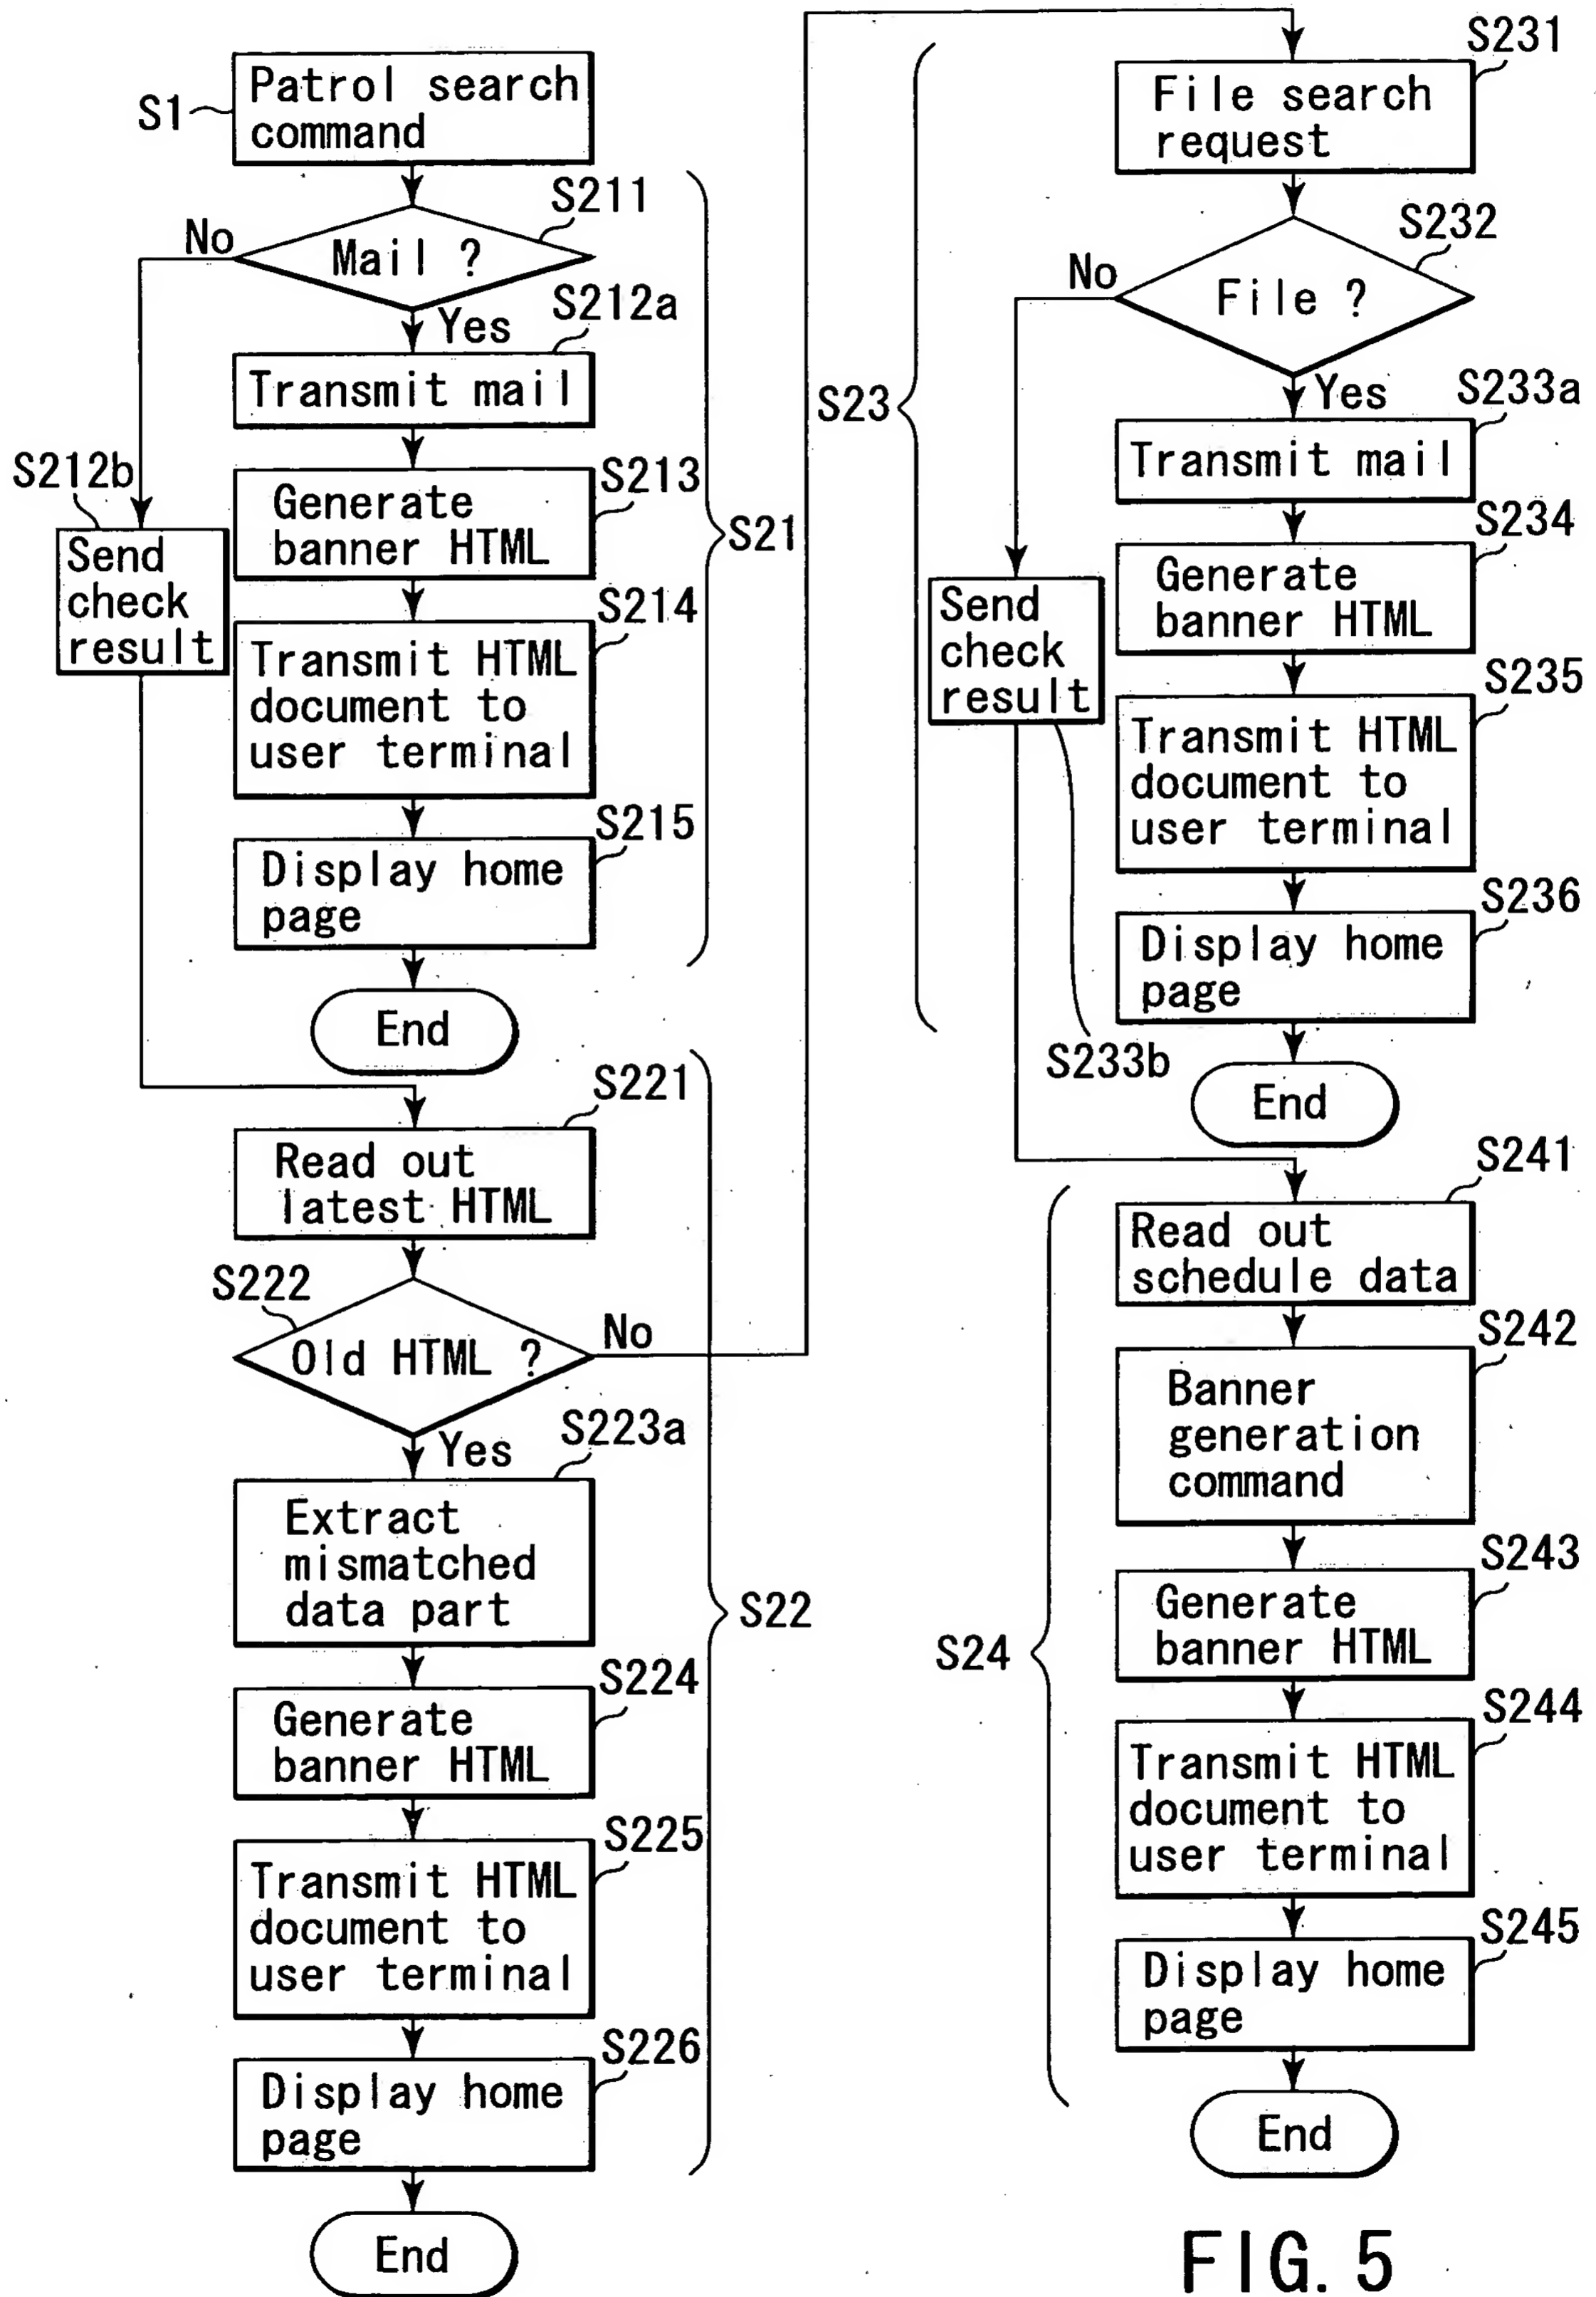 S1
Patrol search
command
S211
No
Mail ?
S212a
Yes
Transmit mail
S212b
Send
check
result
S213
Generate
banner HTML
S21
S214
Transmit HTML
document to
user terminal
S215
Display home
page
End
S221
Read out
latest HTML
S222
Old HTML ?
No
S223a
Yes
Extract
mismatched
data part
S22
S224
Generate
banner HTML
S225
Transmit HTML
document to
user terminal
S226
Display home
page
End
S231
File search
request
S232
No
File ?
S23
Yes
S233a
Transmit mail
S234
Generate
banner HTML
Send
check
result
S235
Transmit HTML
document to
user terminal
S236
Display home
page
S233b
End
S241
Read out
schedule data
S242
Banner
generation
command
S243
Generate
banner HTML
S24
S244
Transmit HTML
document to
user terminal
S245
Display home
page
End
FIG. 5